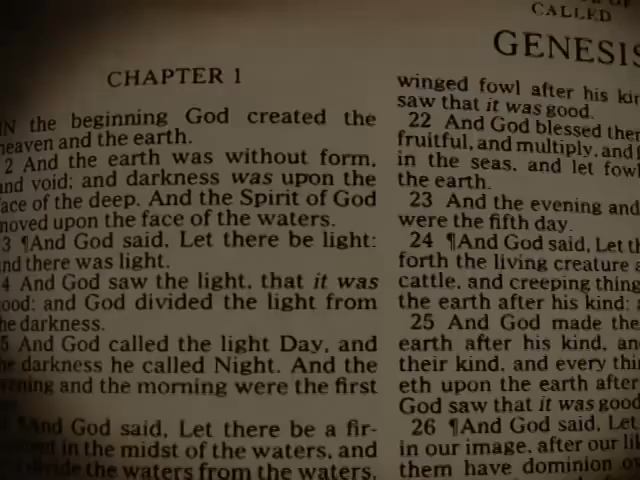 CALLED
GENESIS
CHAPTER 1
IN the beginning God created the
heaven and the earth.
2 And the earth was without form,
and void; and darkness was upon the
face of the deep. And the Spirit of God
moved upon the face of the waters.
3 ¶And God said, Let there be light:
and there was light.
4 And God saw the light, that it was
good: and God divided the light from
the darkness.
5 And God called the light Day, and
the darkness he called Night. And the
evening and the morning were the first
¶And God said, Let there be a fir-
in the midst of the waters, and
divide the waters from the waters.
winged fowl after his kin
saw that it was good.
22 And God blessed them
fruitful, and multiply, and f
in the seas, and let fowl
the earth.
23 And the evening and
were the fifth day.
24 ¶And God said, Let th
forth the living creature a
cattle, and creeping thing
the earth after his kind:
25 And God made the
earth after his kind, and
their kind, and every thi
eth upon the earth after
God saw that it was good
26 ¶And God said, Let
in our image, after our lik
them have dominion ov